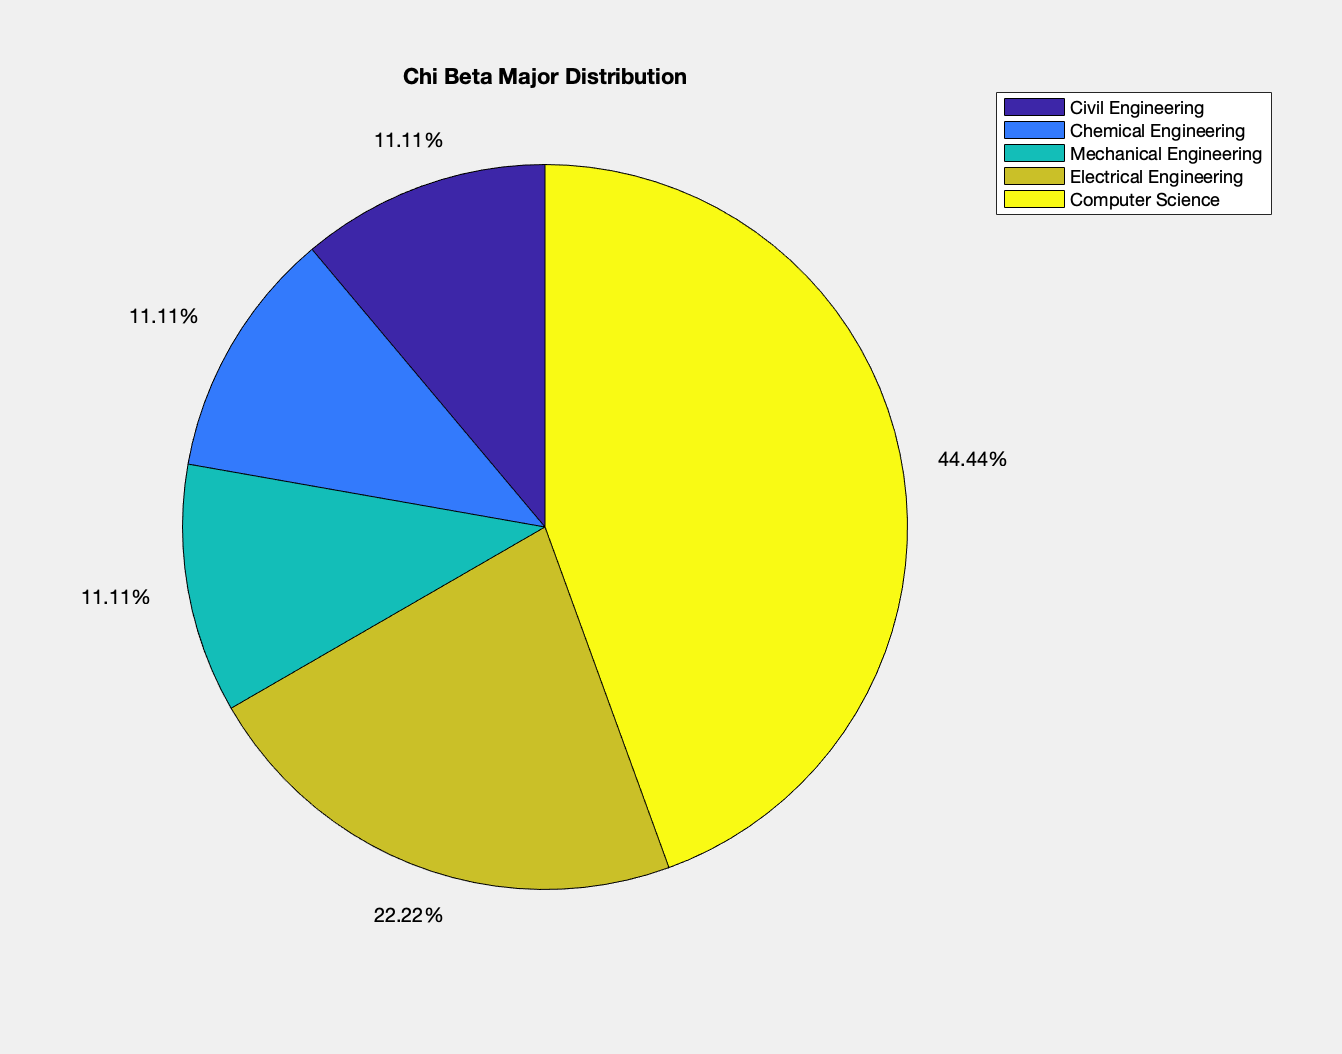 Chi Beta Major Distribution
Civil Engineering
Chemical Engineering
Mechanical Engineering
Electrical Engineering
Computer Science
11.11%
11.11%
44.44%
11.11%
22.22%